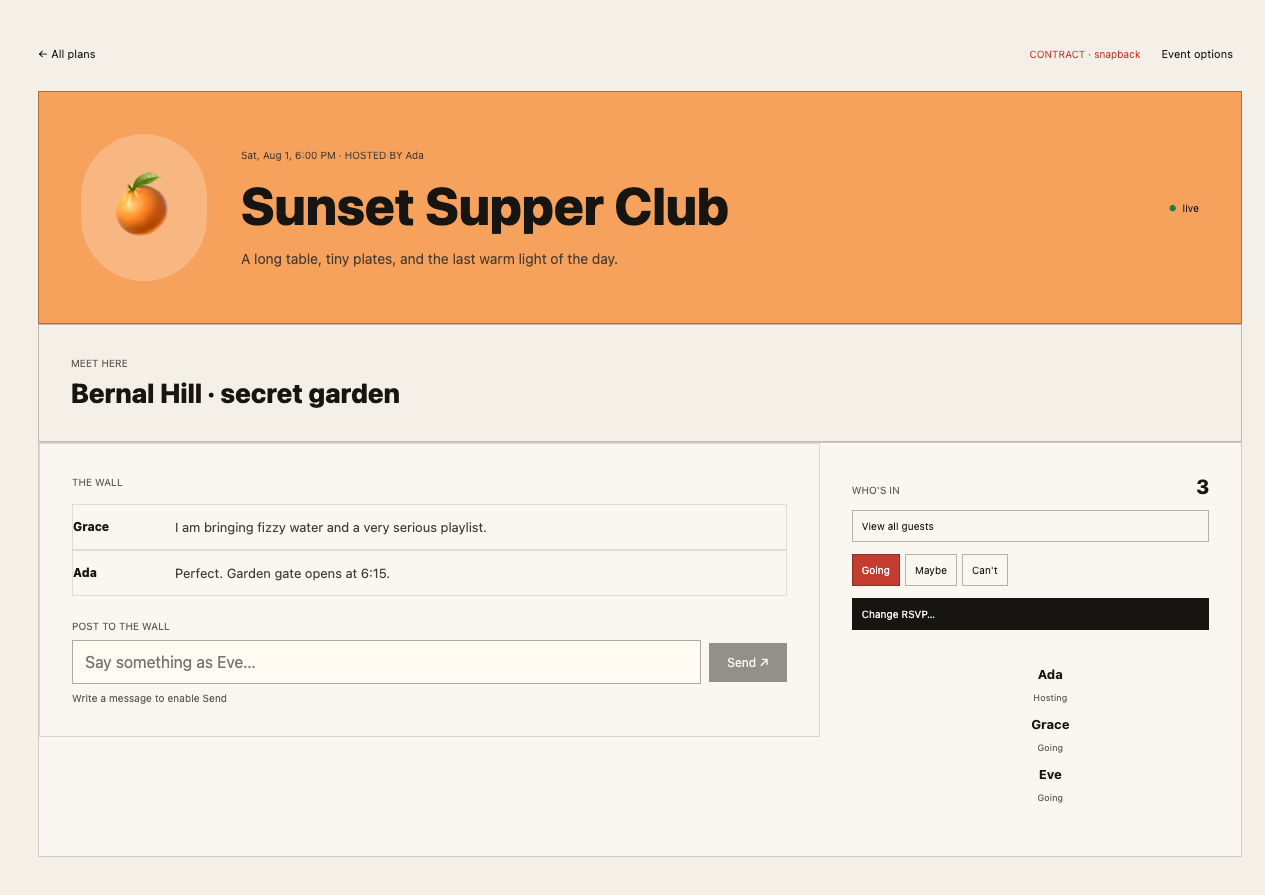 ← All plans
CONTRACT · snapback
Event options
Sat, Aug 1, 6:00 PM · HOSTED BY Ada
Sunset Supper Club
A long table, tiny plates, and the last warm light of the day.
live
MEET HERE
Bernal Hill · secret garden
THE WALL
Grace I am bringing fizzy water and a very serious playlist.
Ada Perfect. Garden gate opens at 6:15.
POST TO THE WALL
Say something as Eve…
Send ↗
Write a message to enable Send
WHO'S IN 3
View all guests
Going Maybe Can't
Change RSVP…
Ada
Hosting
Grace
Going
Eve
Going